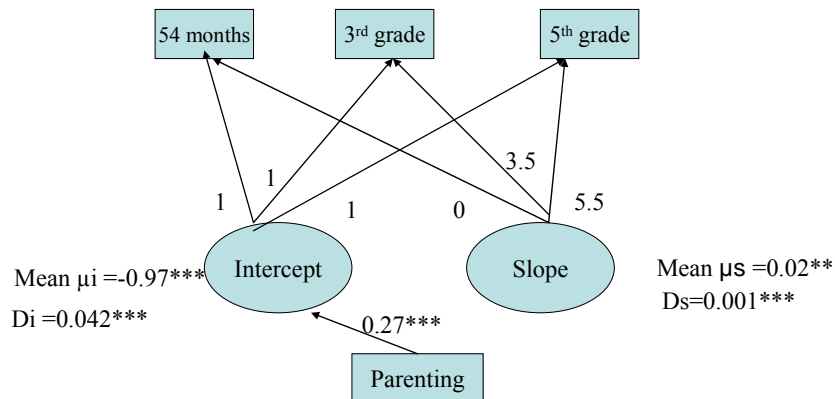 54 months
3rd grade
5th grade
3.5
1
1
1
0
5.5
Intercept
Slope
Mean µi =-0.97***
Mean µs =0.02**
Di =0.042***
Ds=0.001***
0.27***
Parenting